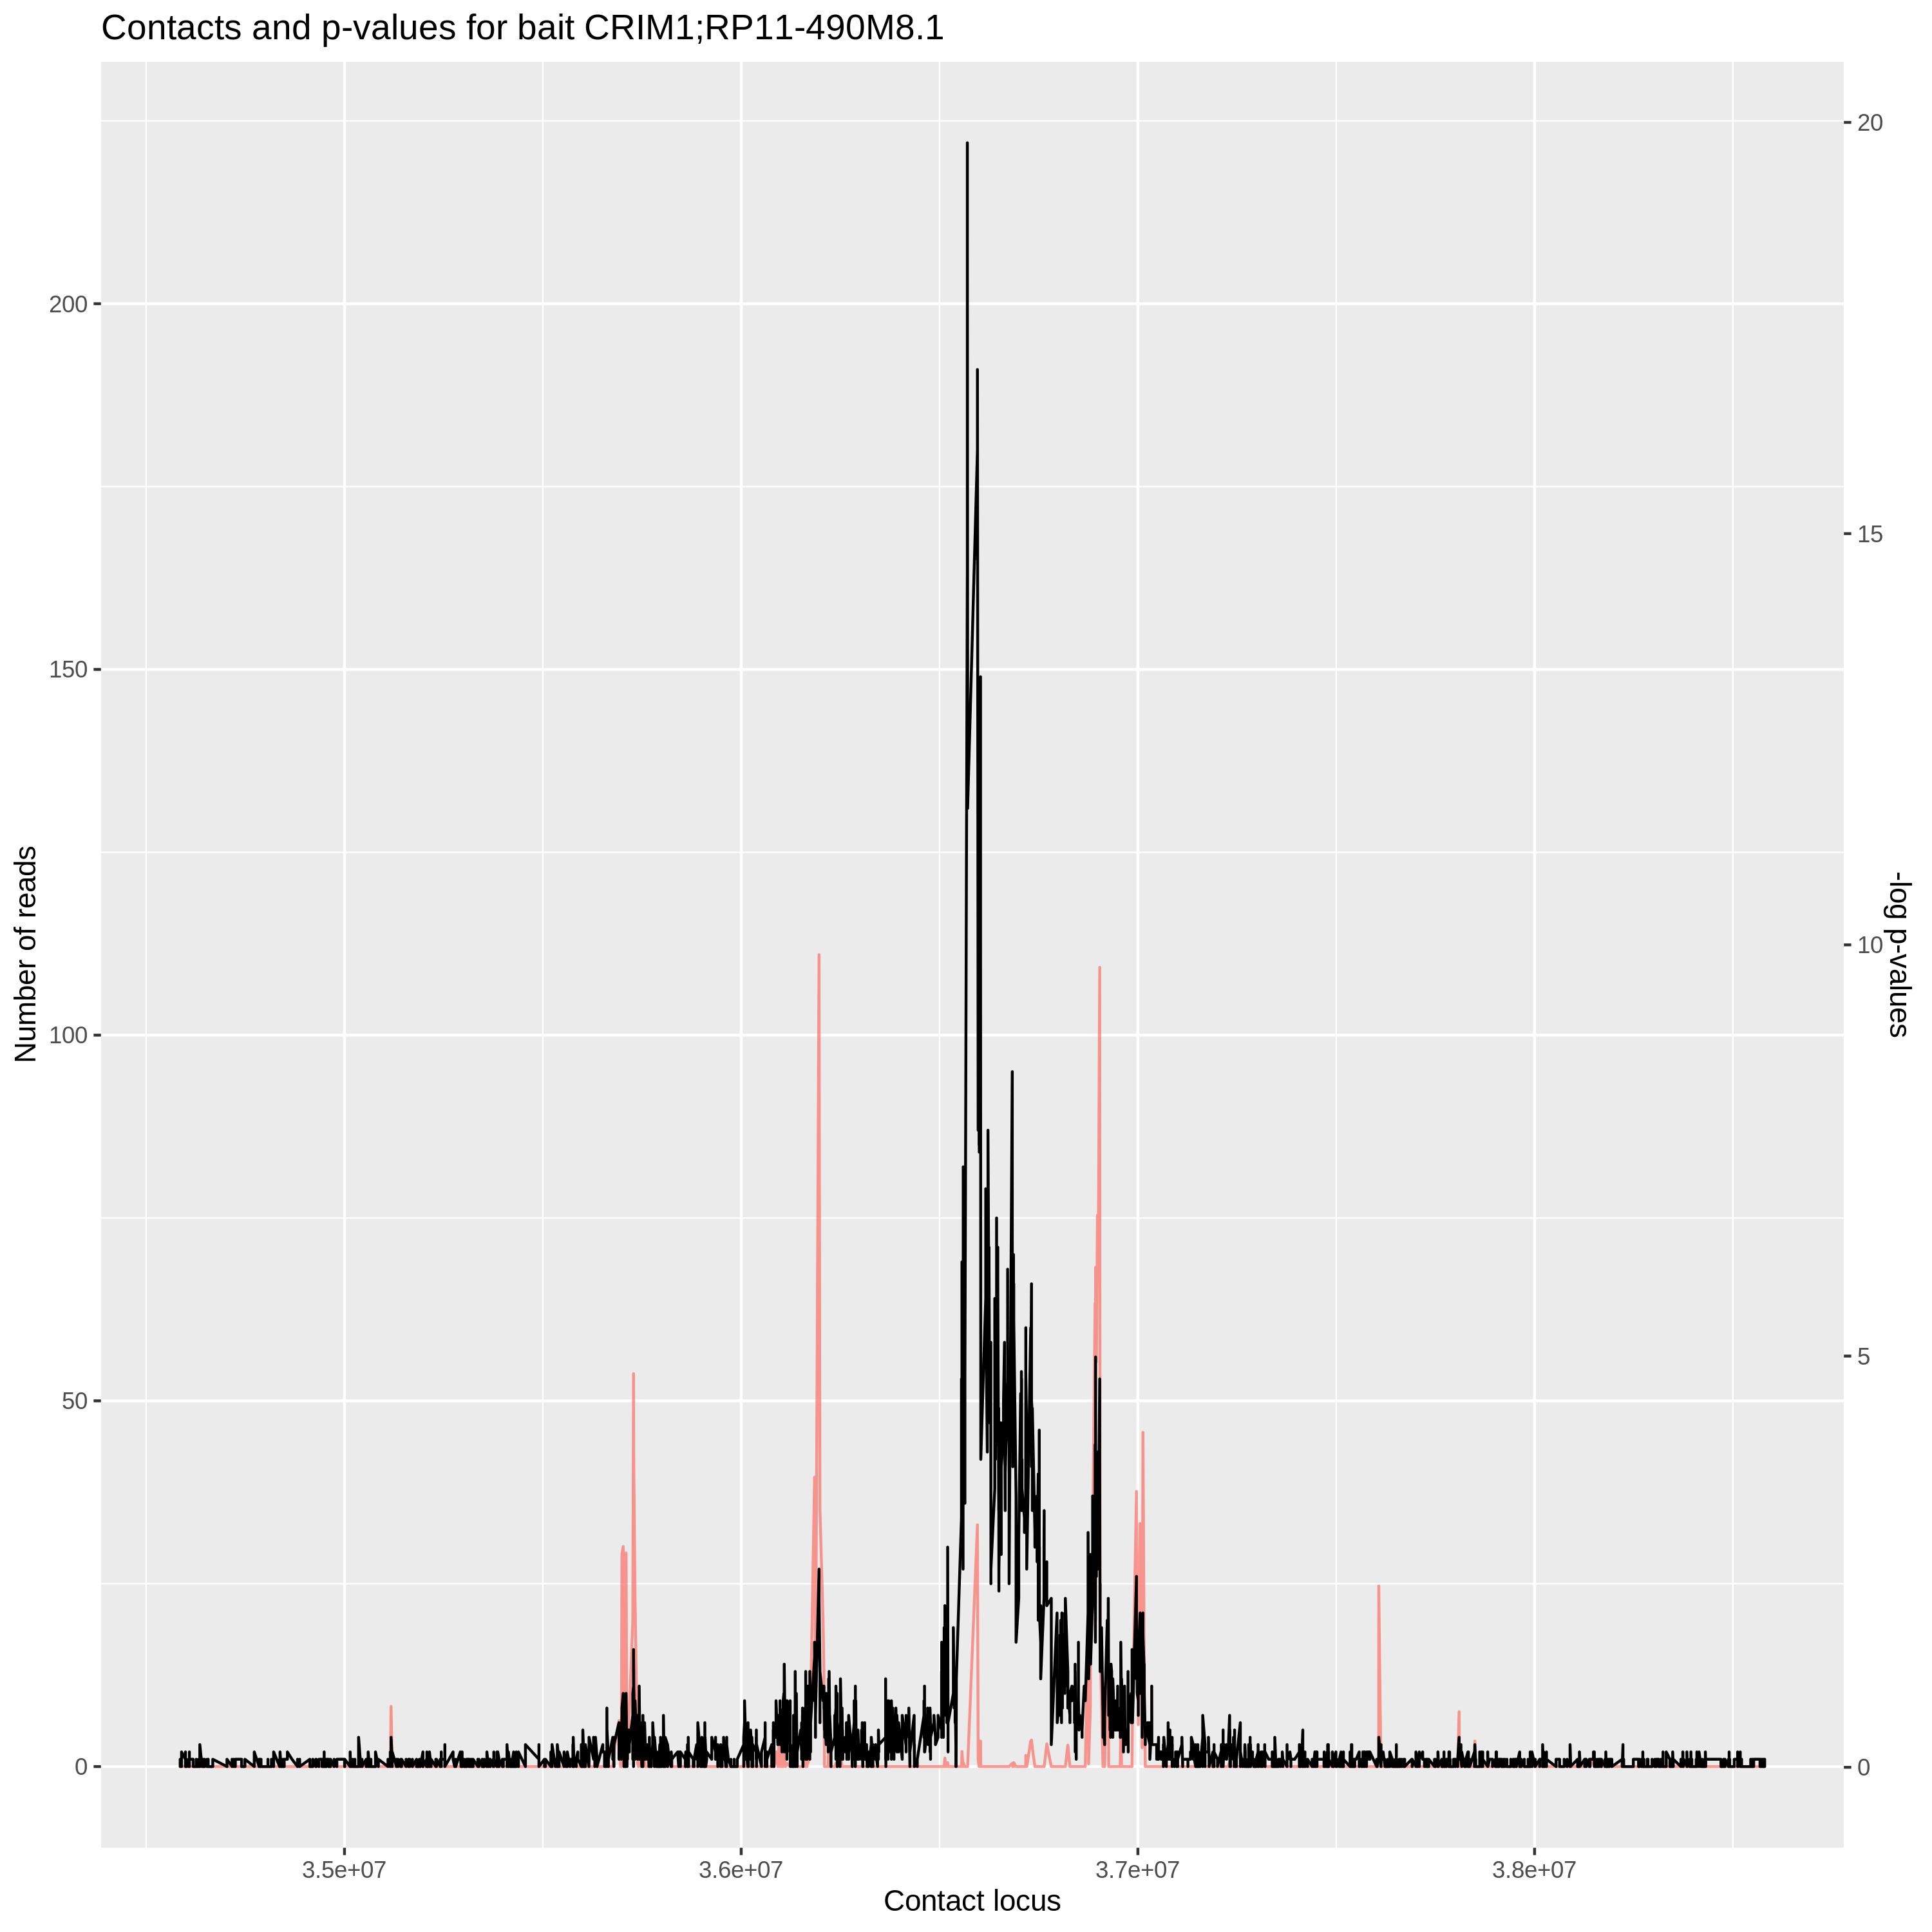 Contacts and p-values for bait CRIM1;RP11-490M8.1
Number of reads
200
150
100
50
0
20
15
10
5
0
-log p-values
3.5e+07
3.6e+07
3.7e+07
3.8e+07
Contact locus